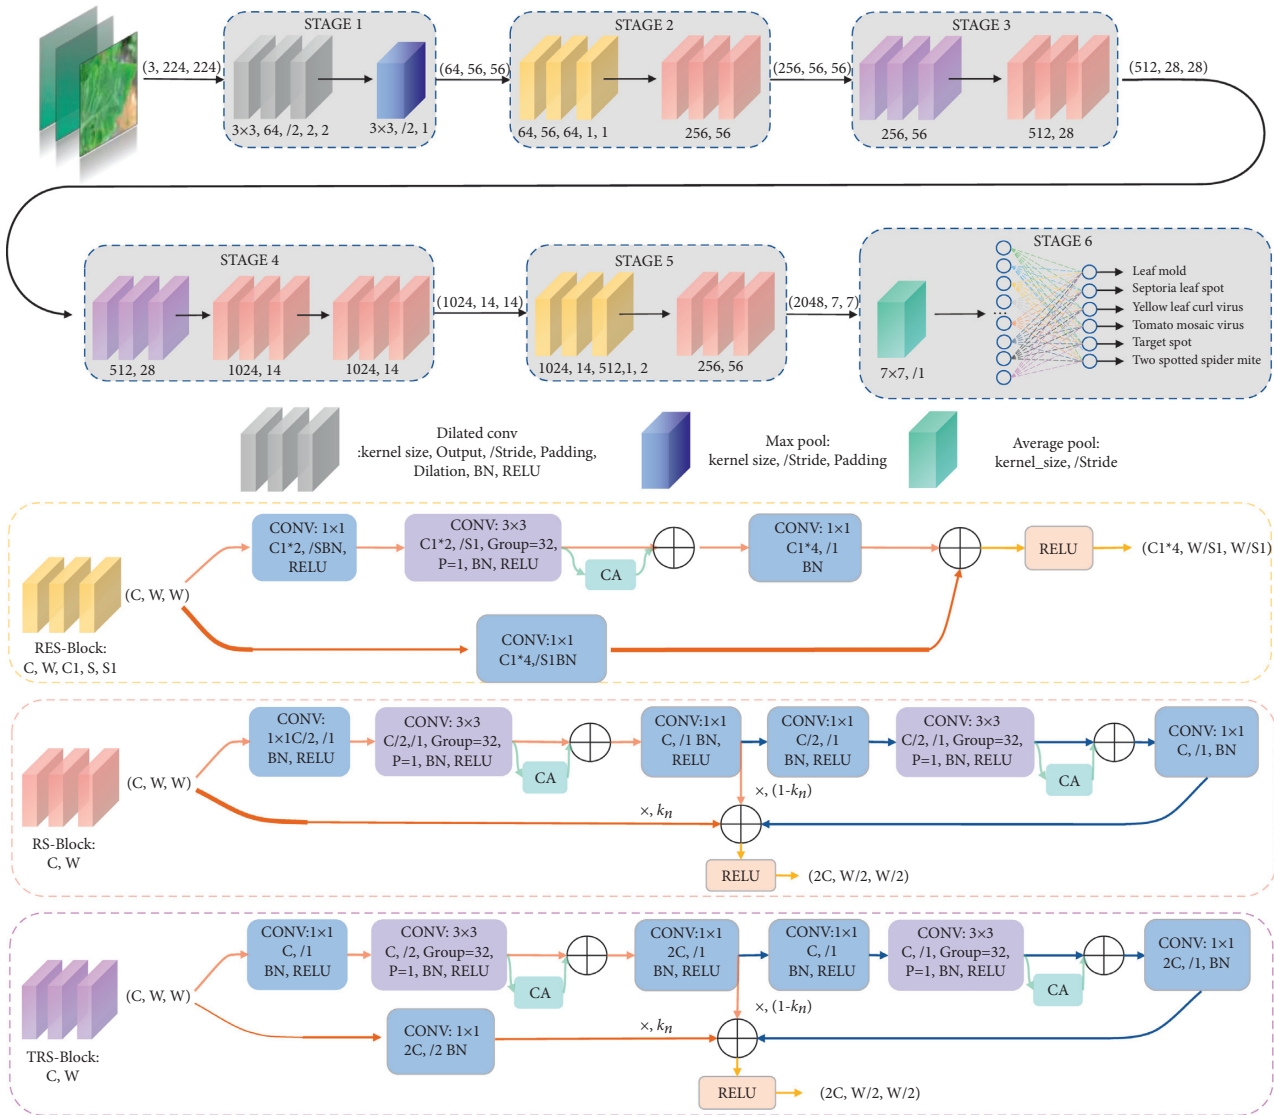 STAGE 1
STAGE 2
STAGE 3
(3, 224, 224)
(64, 56, 56)
(256, 56, 56)
(512, 28, 28)
3×3, 64, /2, 2, 2
3×3, /2, 1
64, 56, 64, 1, 1
256, 56
256, 56
512, 28
STAGE 4
STAGE 5
STAGE 6
(1024, 14, 14)
(2048, 7, 7)
512, 28
1024, 14
1024, 14
1024, 14, 512,1, 2
256, 56
7×7, /1
...
Leaf mold
Septoria leaf spot
Yellow leaf curl virus
Tomato mosaic virus
Target spot
Two spotted spider mite
Dilated conv
:kernel size, Output, /Stride, Padding,
Dilation, BN, RELU
Max pool:
kernel size, /Stride, Padding
Average pool:
kernel_size, /Stride
RES-Block:
C, W, C1, S, S1
(C, W, W)
CONV: 1×1
C1*2, /SBN,
RELU
CONV: 3×3
C1*2, /S1, Group=32,
P=1, BN, RELU
CA
CONV: 1×1
C1*4, /1
BN
RELU
(C1*4, W/S1, W/S1)
CONV:1×1
C1*4,/S1BN
RS-Block:
C, W
(C, W, W)
CONV:
1×1C/2, /1
BN, RELU
CONV: 3×3
C/2,/1, Group=32,
P=1, BN, RELU
CA
CONV:1×1
C, /1 BN,
RELU
CONV:1×1
C/2, /1
BN, RELU
CONV: 3×3
C/2, /1, Group=32,
P=1, BN, RELU
CA
CONV: 1×1
C, /1, BN
×, (1-kn)
×, kn
RELU
(2C, W/2, W/2)
TRS-Block:
C, W
(C, W, W)
CONV:1×1
C, /1
BN, RELU
CONV: 3×3
C, /2, Group=32,
P=1, BN, RELU
CA
CONV:1×1
2C, /1
BN, RELU
CONV:1×1
C, /1
BN, RELU
CONV: 3×3
C, /1, Group=32,
P=1, BN, RELU
CA
CONV: 1×1
2C, /1, BN
×, (1-kn)
×, kn
CONV: 1×1
2C, /2 BN
RELU
(2C, W/2, W/2)